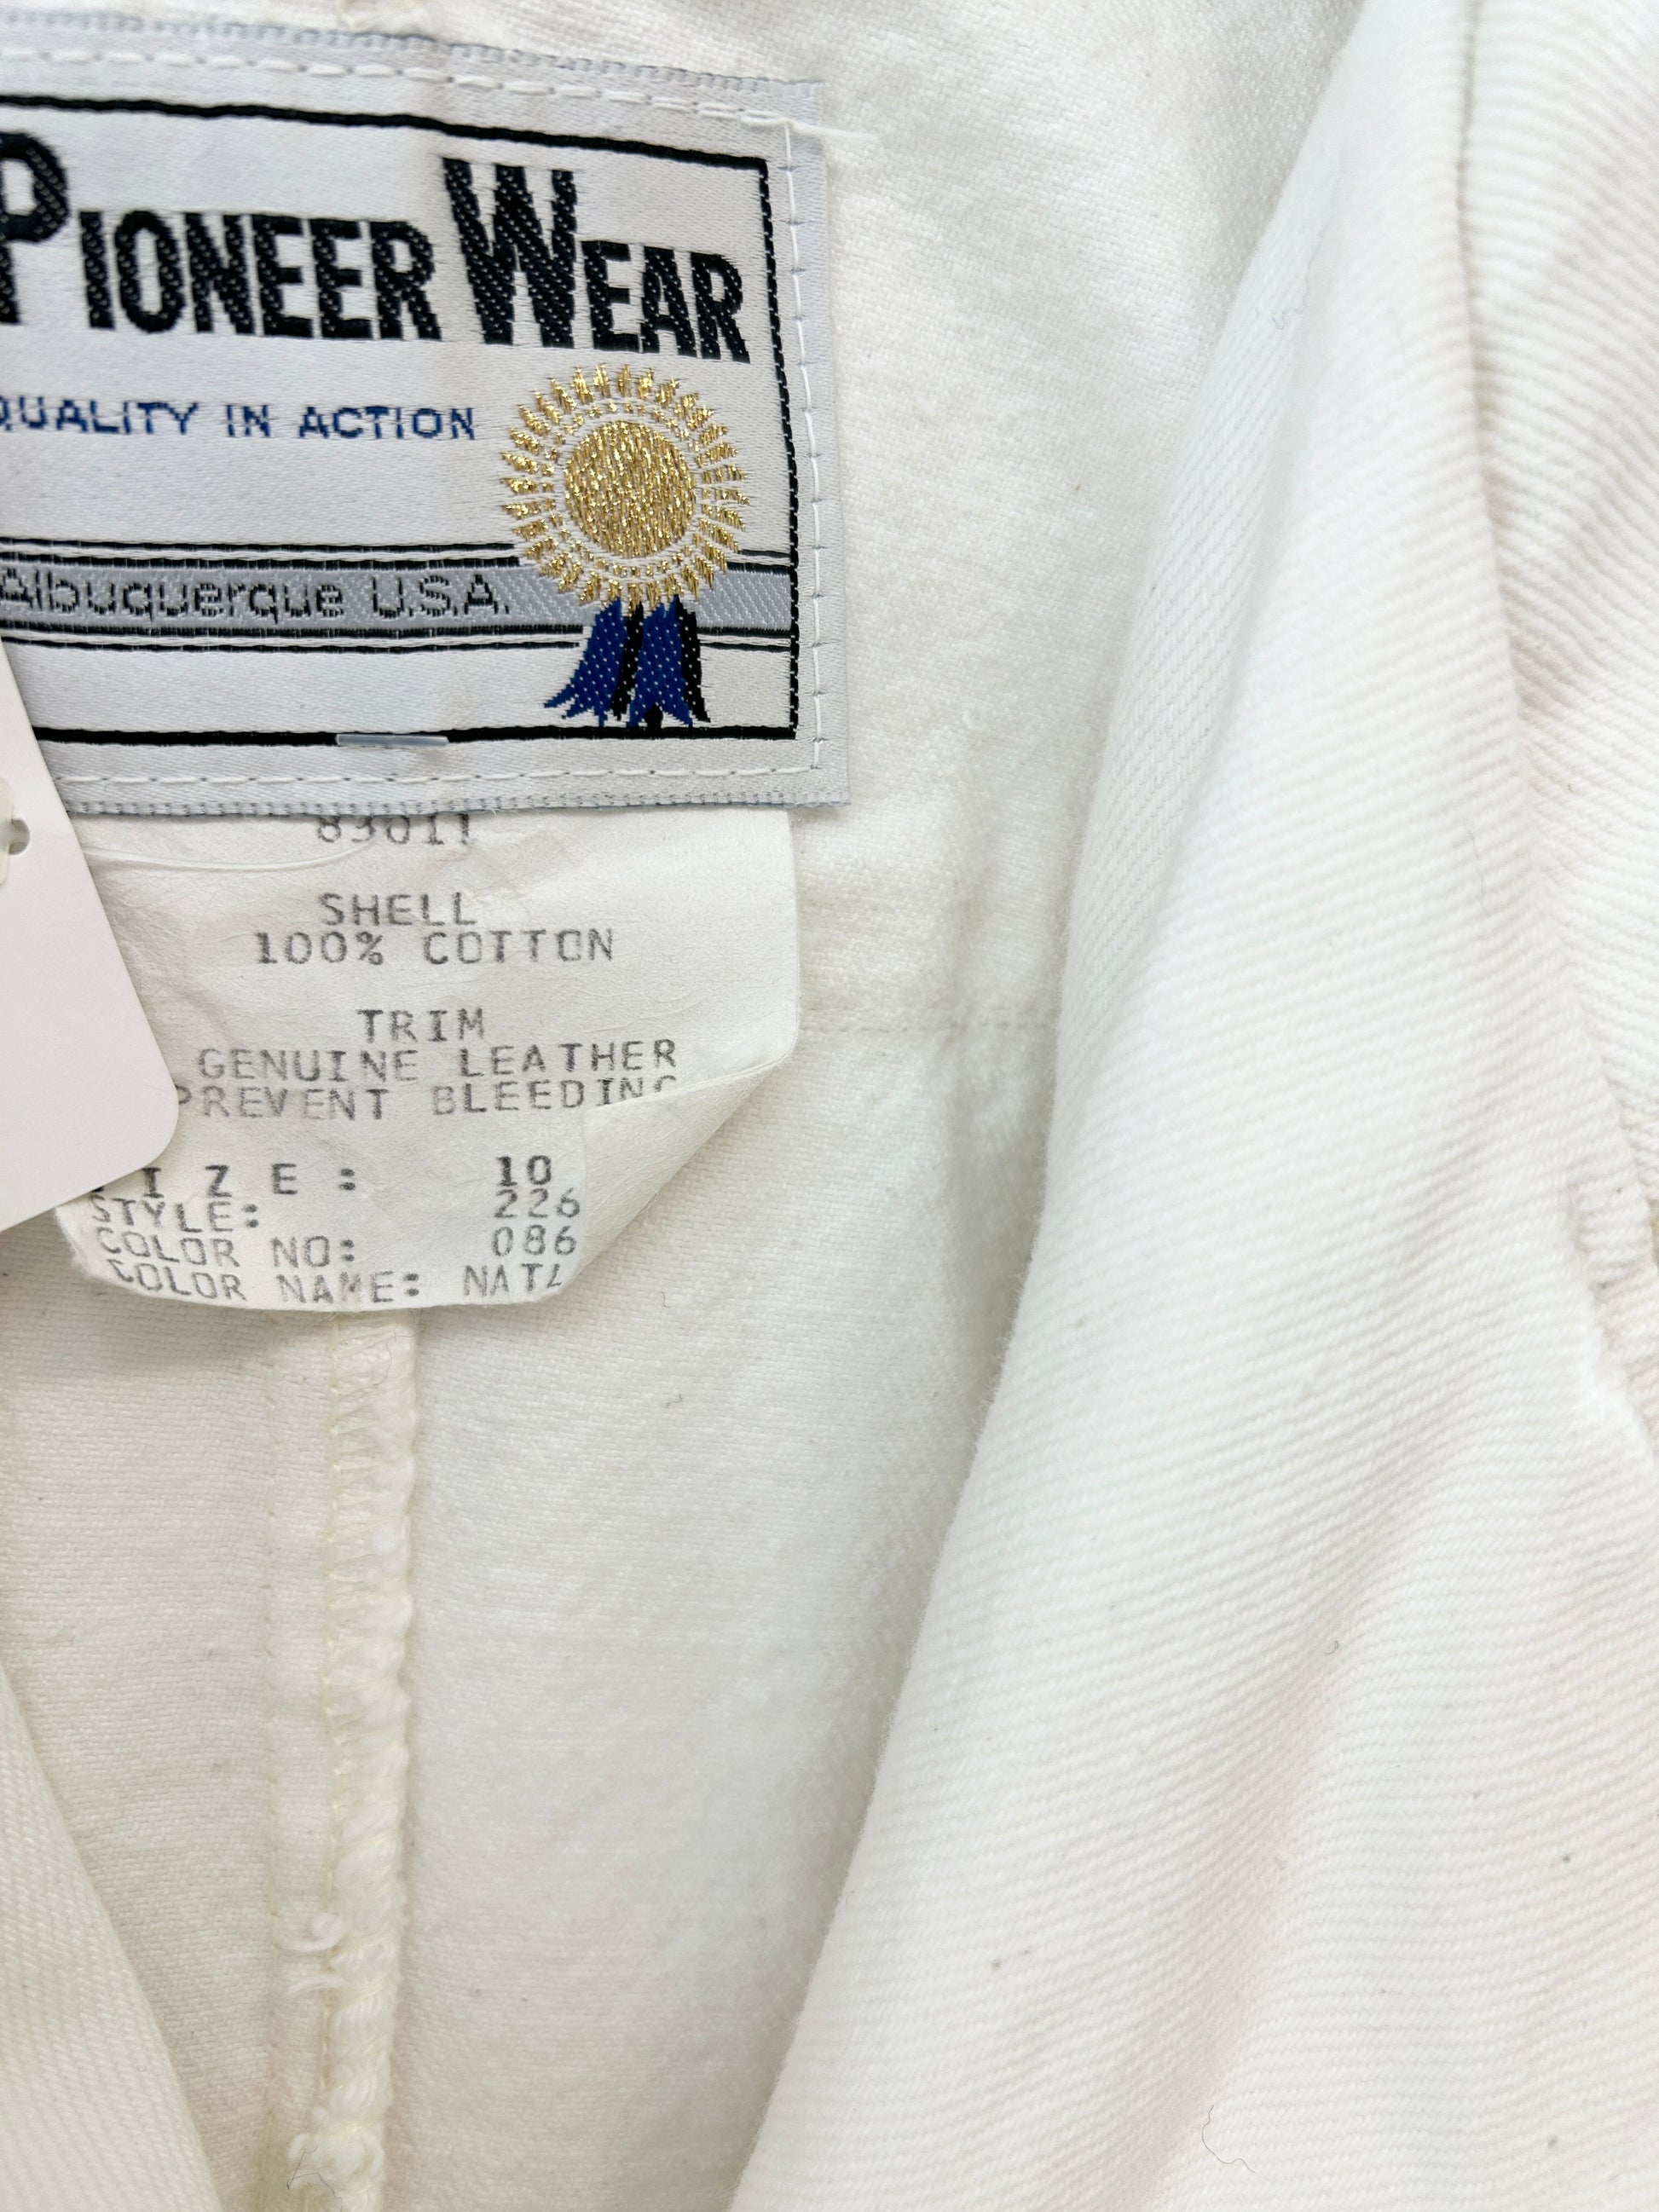 PIONEER WEAR
QUALITY IN ACTION
Albuquerque U.S.A.
SHELL
100% COTTON
TRIM
GENUINE LEATHER
PREVENT BLEEDING
SIZE: 10
STYLE: 226
COLOR NO: 086
COLOR NAME: NATL